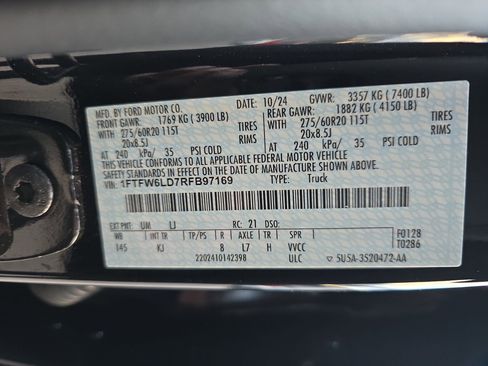 MFD. BY FORD MOTOR CO. DATE: 10/24 GVWR: 3357 KG (7400 LB)
FRONT GAWR: 1769 KG (3900 LB) REAR GAWR: 1882 KG (4150 LB)
275/60R20 115T TIRES 275/60R20 115T TIRES
20x8.5J RIMS 20x8.5J RIMS
AT 240 kPa/ 35 PSI COLD AT 240 kPa/ 35 PSI COLD
THIS VEHICLE CONFORMS TO ALL APPLICABLE FEDERAL MOTOR VEHICLE
SAFETY STANDARDS IN EFFECT ON THE DATE OF MANUFACTURE SHOWN ABOVE.
1FTFW6LD7RFB97169 TYPE: Truck
EXT PNT: UM LJ RC: 21 DSO: F0128
WB INT TR TP/PS R AXLE TR SPR T0286
145 KJ 8 L7 H VVCC
2202410142398 ULC 5U5A-3520472-AA